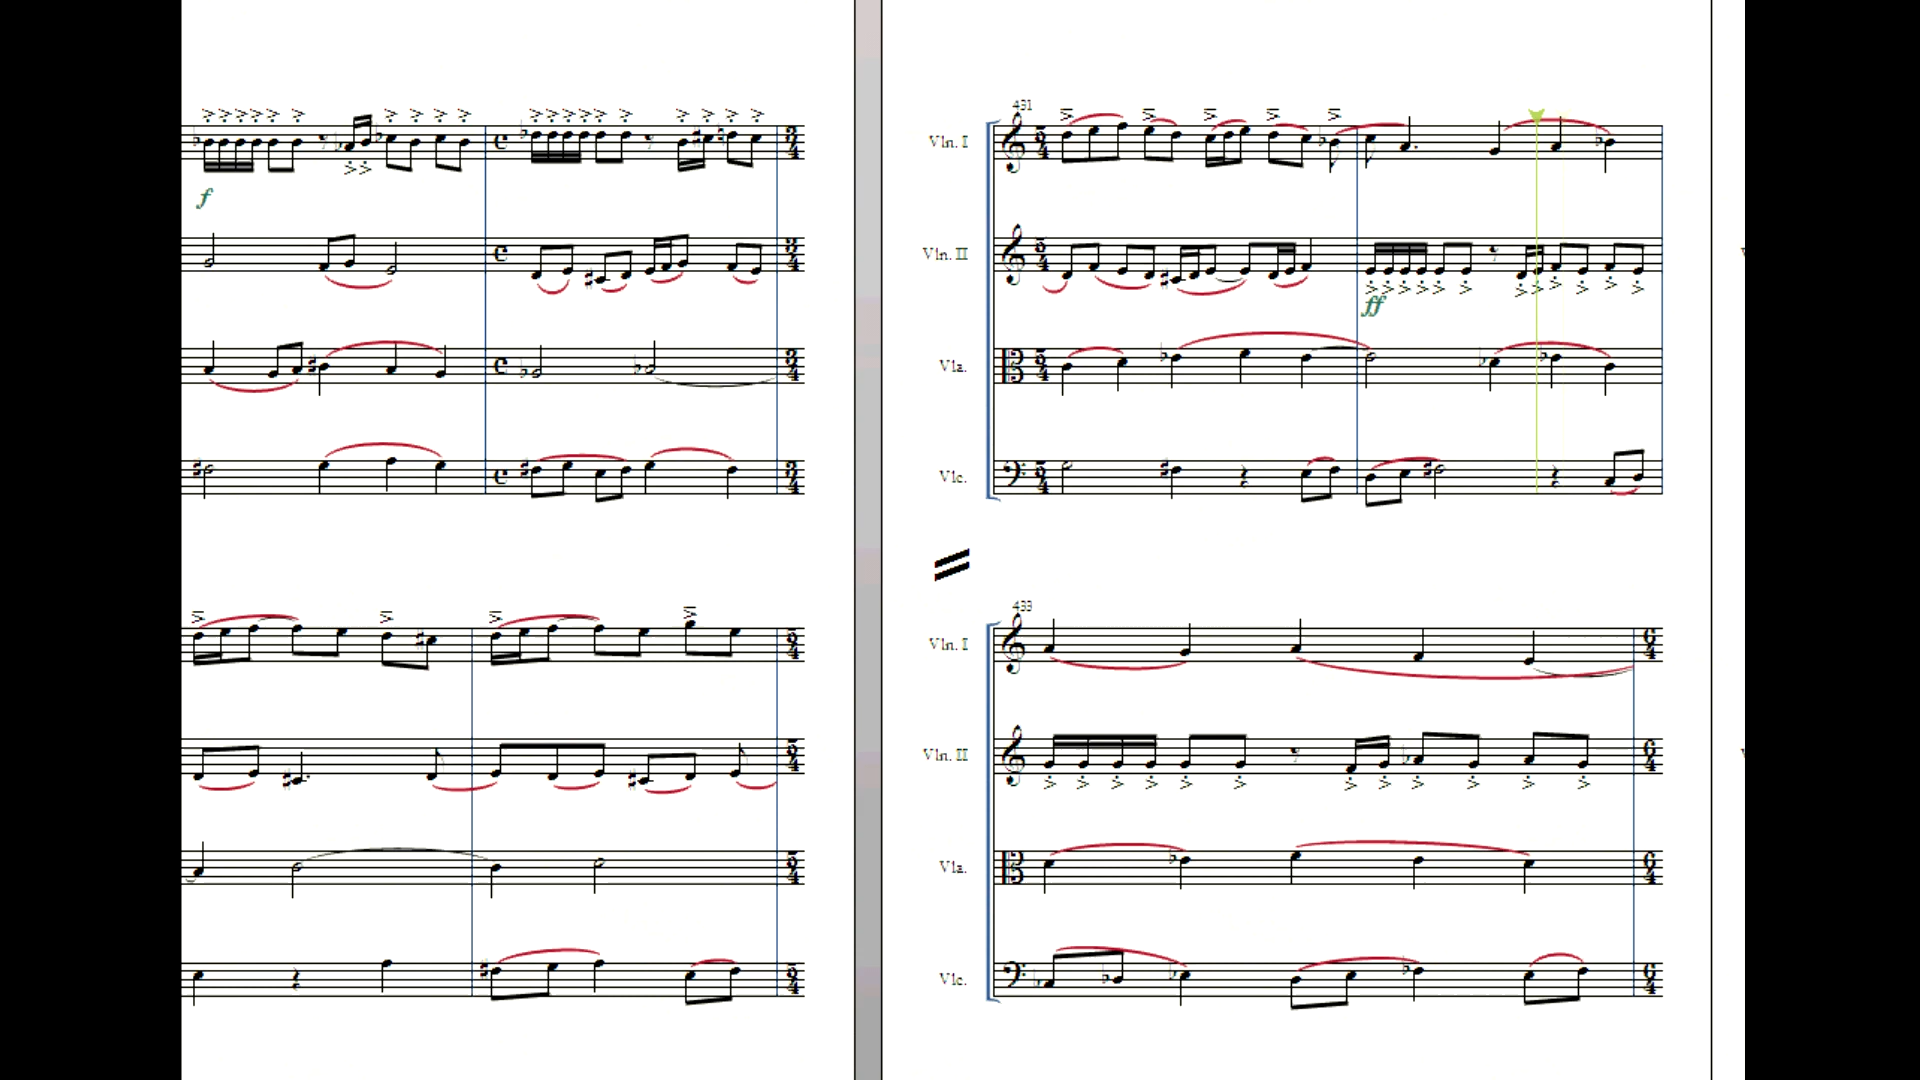 f
431
Vln. I
Vln. II
ff
Vla.
Vlc.
433
Vln. I
Vln. II
Vla.
Vlc.